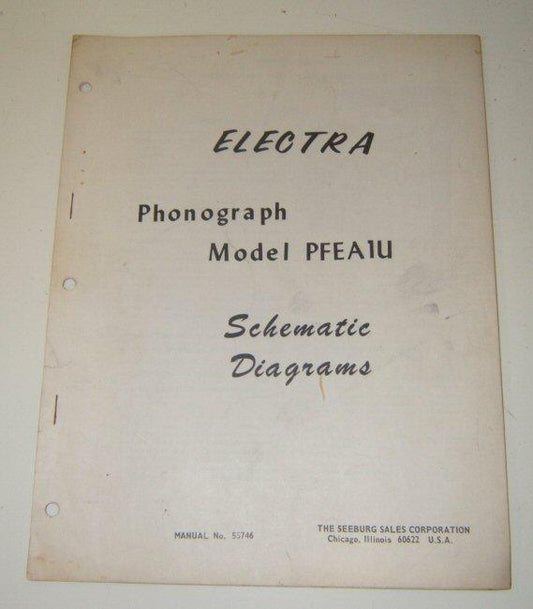 ELECTRA
Phonograph
Model PFEA1U
Schematic
Diagrams
MANUAL No. 55746
THE SEEBURG SALES CORPORATION
Chicago, Illinois 60622 U.S.A.